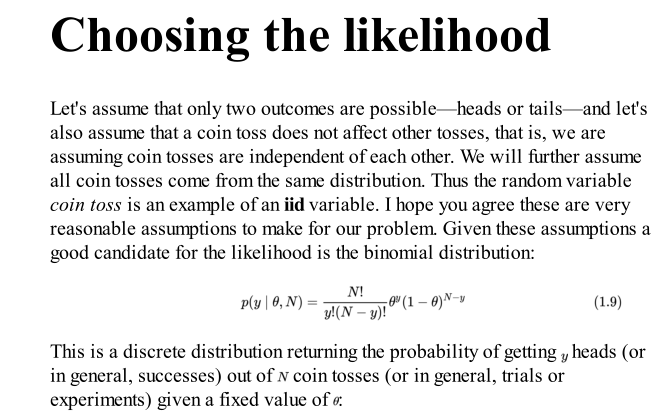 Choosing the likelihood
Let's assume that only two outcomes are possible—heads or tails—and let's
also assume that a coin toss does not affect other tosses, that is, we are
assuming coin tosses are independent of each other. We will further assume
all coin tosses come from the same distribution. Thus the random variable
coin toss is an example of an iid variable. I hope you agree these are very
reasonable assumptions to make for our problem. Given these assumptions a
good candidate for the likelihood is the binomial distribution:
p(y | θ, N) = N! / y!(N − y)! θ^y (1 − θ)^{N−y} (1.9)
This is a discrete distribution returning the probability of getting y heads (or
in general, successes) out of N coin tosses (or in general, trials or
experiments) given a fixed value of θ.